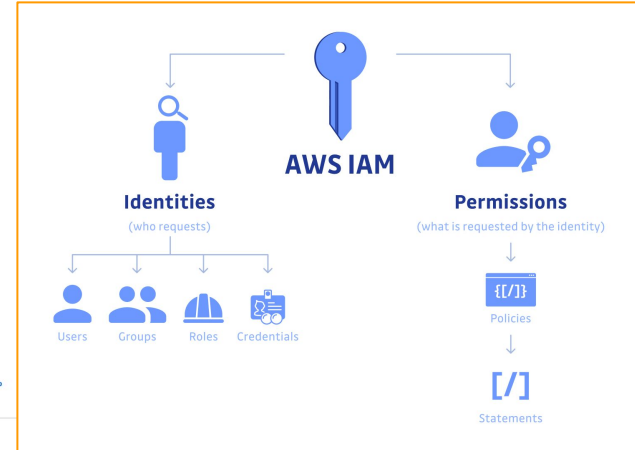 AWS IAM
Identities
(who requests)
Users
Groups
Roles
Credentials
Permissions
(what is requested by the identity)
{[/]}
Policies
[/]
Statements